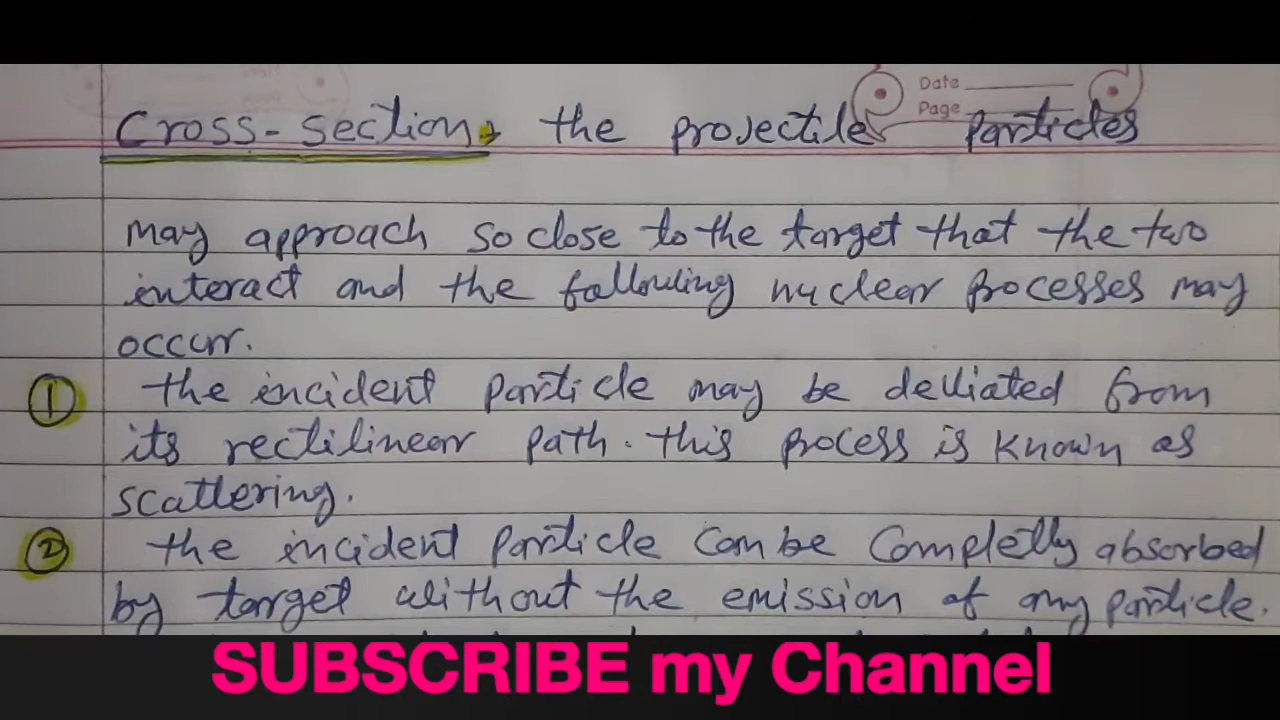 Date
Page
Cross-section → the projectile particles
may approach so close to the target that the two
interact and the following nuclear processes may
occurr.
① the incident particle may be deviated from
its rectilinear path. this process is known as
scattering.
② the incident particle can be completly absorbed
by target without the emission of any particle.
SUBSCRIBE my Channel